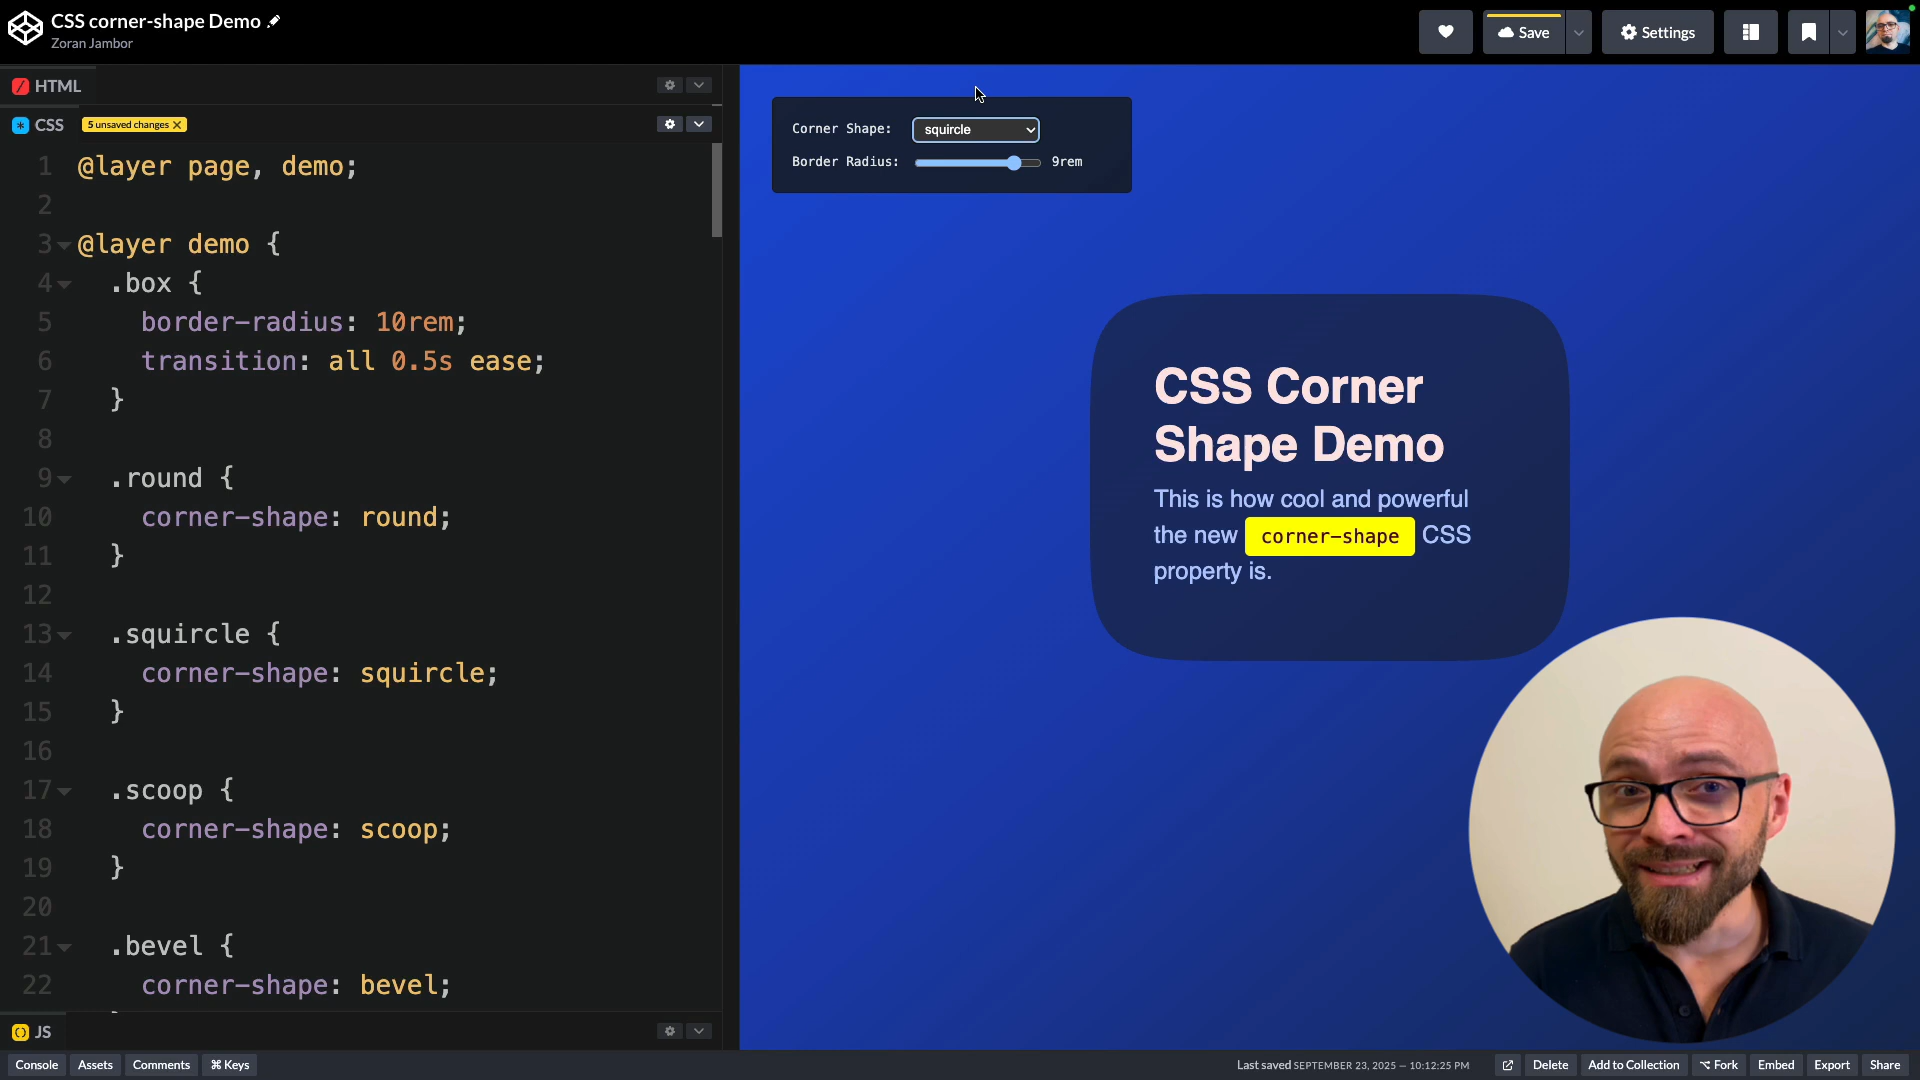 CSS corner-shape Demo
Zoran Jambor
Save
Settings
HTML
CSS
5 unsaved changes
1 @layer page, demo;
2
3 @layer demo {
4 .box {
5 border-radius: 10rem;
6 transition: all 0.5s ease;
7 }
8
9 .round {
10 corner-shape: round;
11 }
12
13 .squircle {
14 corner-shape: squircle;
15 }
16
17 .scoop {
18 corner-shape: scoop;
19 }
20
21 .bevel {
22 corner-shape: bevel;
JS
Corner Shape: squircle
Border Radius: 9rem
CSS Corner
Shape Demo
This is how cool and powerful
the new corner-shape CSS
property is.
Console Assets Comments ⌘ Keys
Last saved SEPTEMBER 23, 2025 — 10:12:25 PM
Delete Add to Collection Fork Embed Export Share